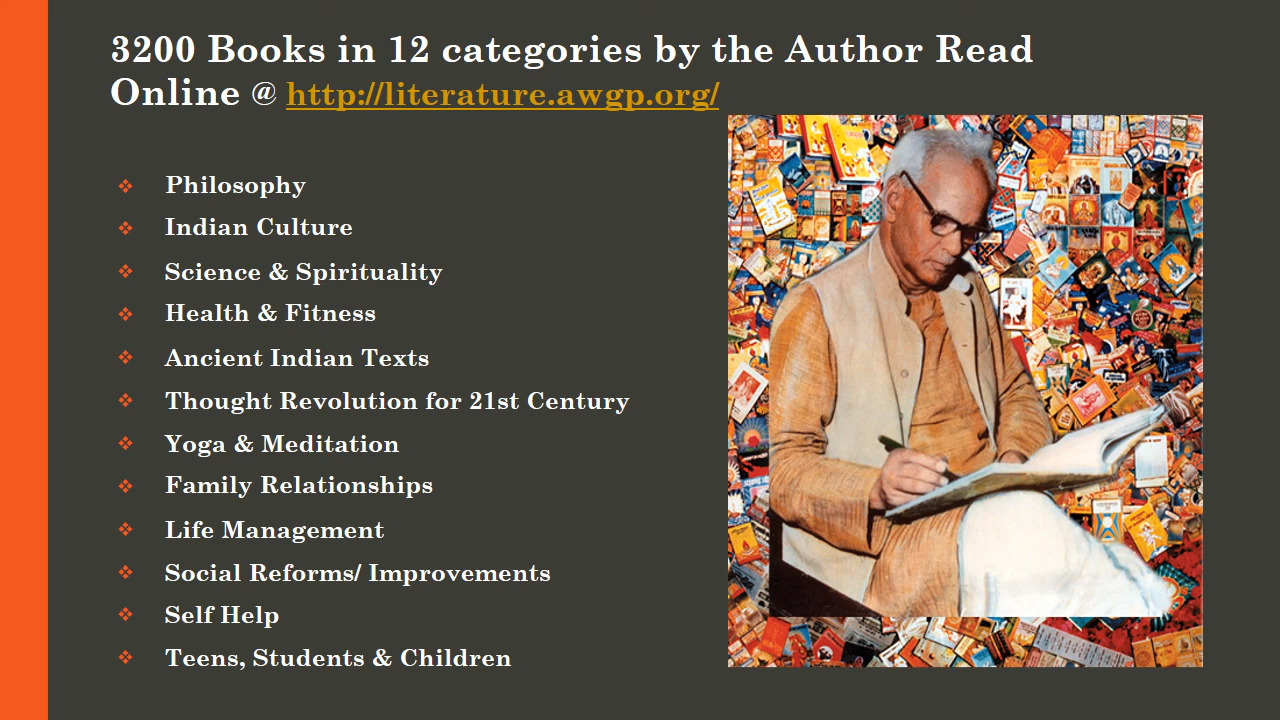 3200 Books in 12 categories by the Author Read
Online @ http://literature.awgp.org/
Philosophy
Indian Culture
Science & Spirituality
Health & Fitness
Ancient Indian Texts
Thought Revolution for 21st Century
Yoga & Meditation
Family Relationships
Life Management
Social Reforms/ Improvements
Self Help
Teens, Students & Children